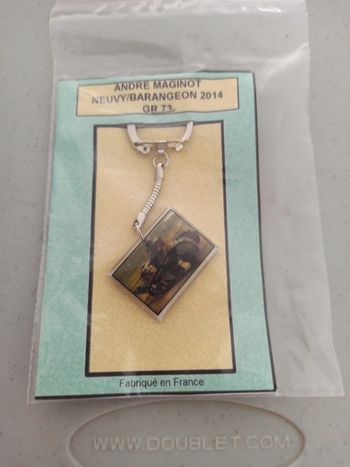 ANDRE MAGINOT
NEUVY/BARANGEON 2014
GR 73.
Fabriqué en France
WWW.DOUBLET.COM